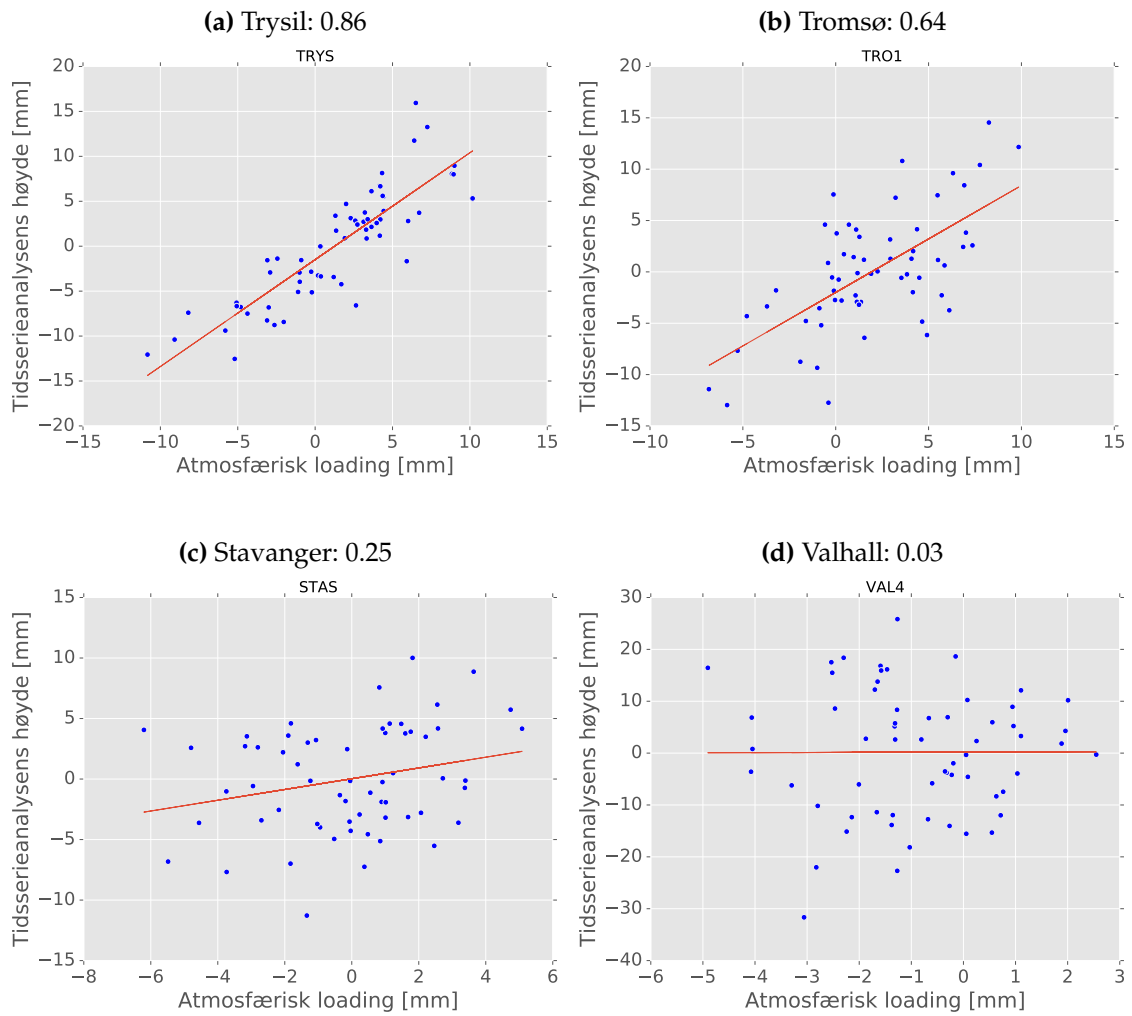 (a) Trysil: 0.86
TRYS
20
15
10
5
0
−5
−10
−15
−20
−15 −10 −5 0 5 10 15
Atmosfærisk loading [mm]
Tidsserieanalysens høyde [mm]
(b) Tromsø: 0.64
TRO1
20
15
10
5
0
−5
−10
−15
−10 −5 0 5 10 15
Atmosfærisk loading [mm]
Tidsserieanalysens høyde [mm]
(c) Stavanger: 0.25
STAS
15
10
5
0
−5
−10
−15
−8 −6 −4 −2 0 2 4 6
Atmosfærisk loading [mm]
Tidsserieanalysens høyde [mm]
(d) Valhall: 0.03
VAL4
30
20
10
0
−10
−20
−30
−40
−6 −5 −4 −3 −2 −1 0 1 2 3
Atmosfærisk loading [mm]
Tidsserieanalysens høyde [mm]